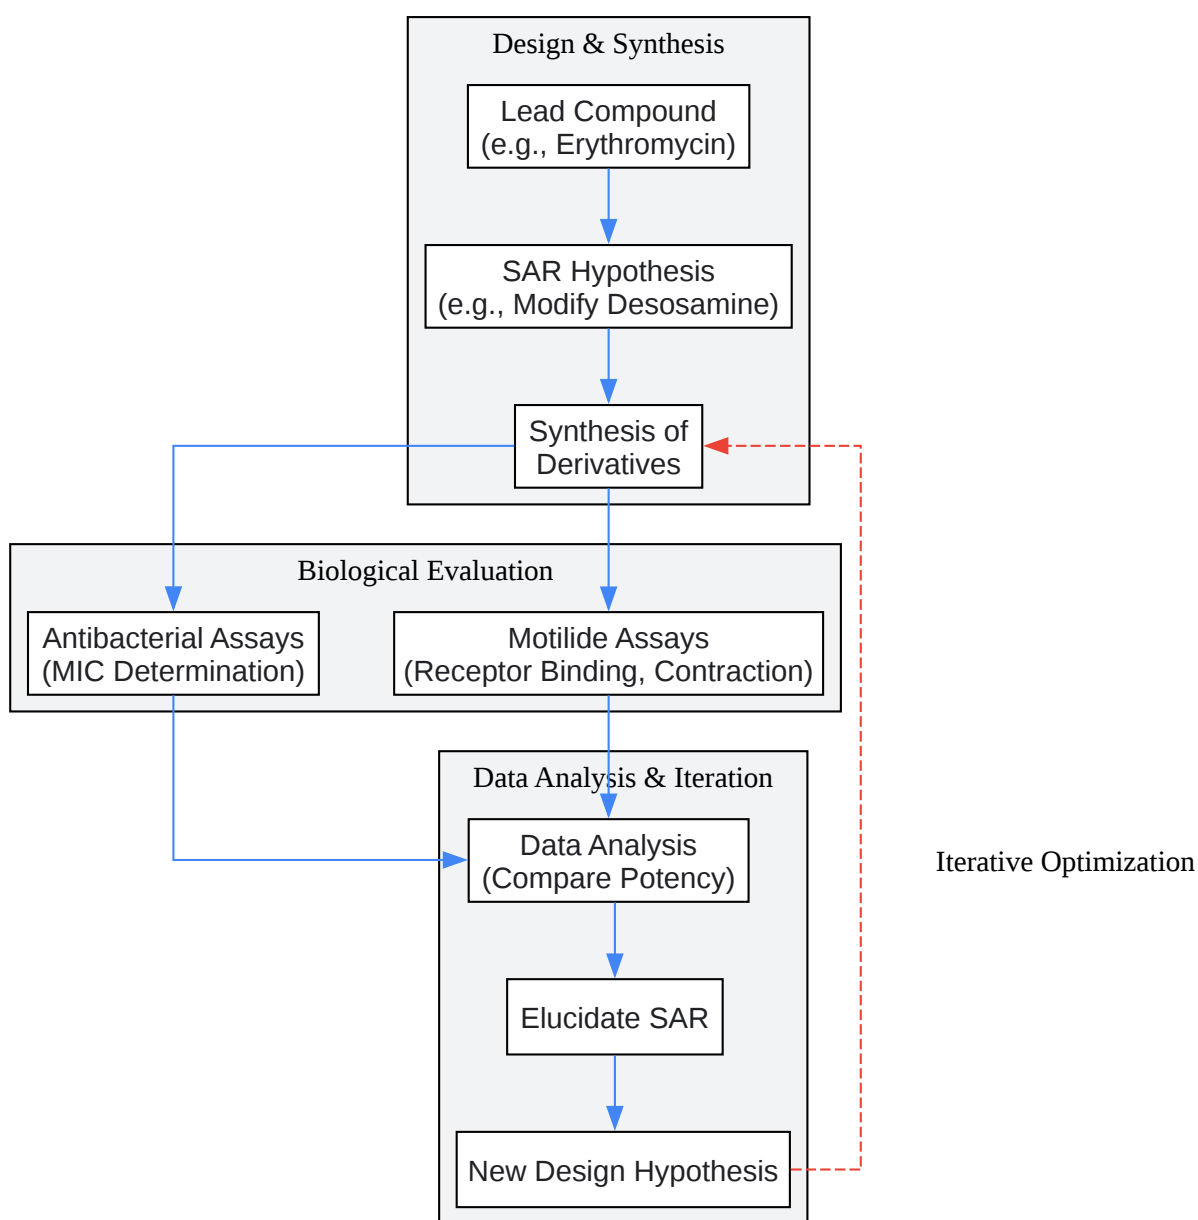 Design & Synthesis
Lead Compound
(e.g., Erythromycin)
SAR Hypothesis
(e.g., Modify Desosamine)
Synthesis of
Derivatives
Biological Evaluation
Antibacterial Assays
(MIC Determination)
Motilide Assays
(Receptor Binding, Contraction)
Data Analysis & Iteration
Data Analysis
(Compare Potency)
Iterative Optimization
Elucidate SAR
New Design Hypothesis